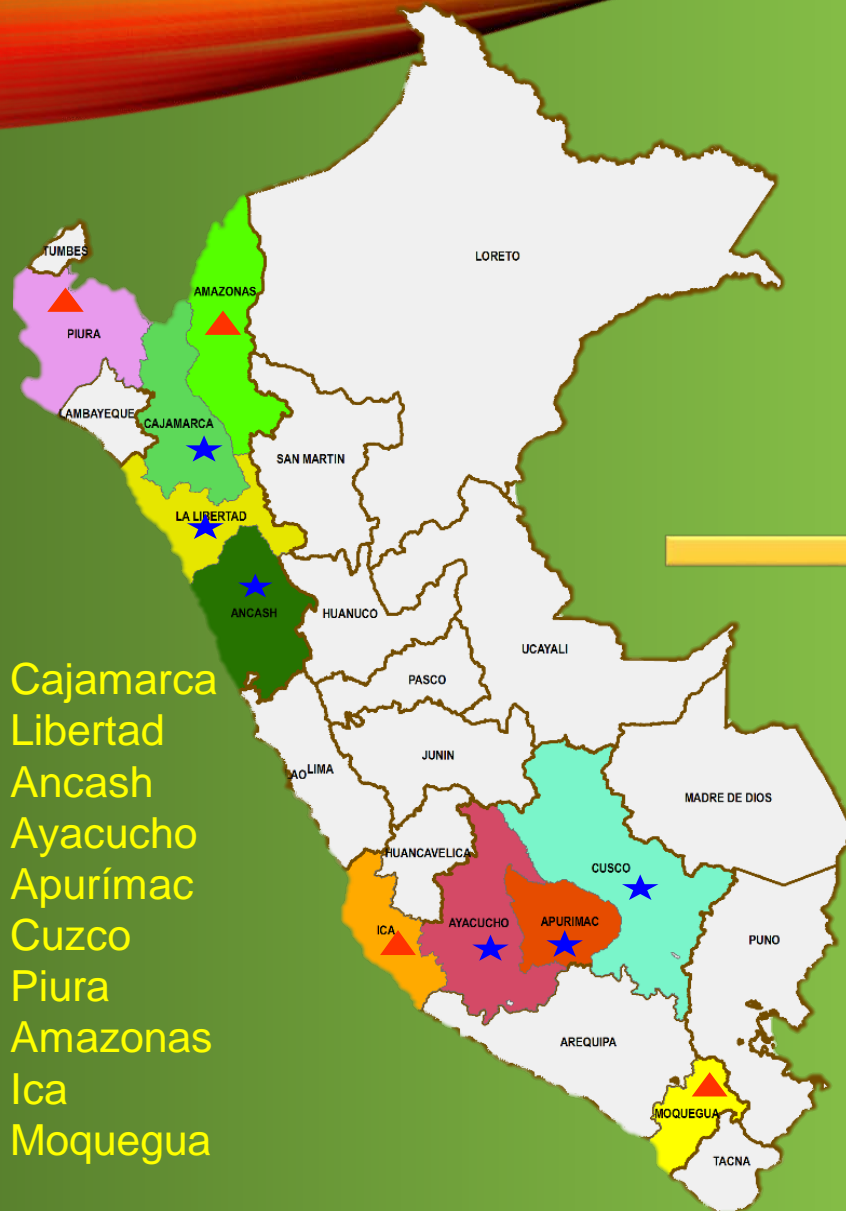 LORETO
TUMBES
AMAZONAS
PIURA
LAMBAYEQUE
CAJAMARCA
SAN MARTIN
LA LIBERTAD
ANCASH
HUANUCO
UCAYALI
PASCO
JUNIN
AO LIMA
MADRE DE DIOS
HUANCAVELICA
CUSCO
ICA
AYACUCHO
APURIMAC
PUNO
AREQUIPA
MOQUEGUA
TACNA
Cajamarca
Libertad
Ancash
Ayacucho
Apurímac
Cuzco
Piura
Amazonas
Ica
Moquegua